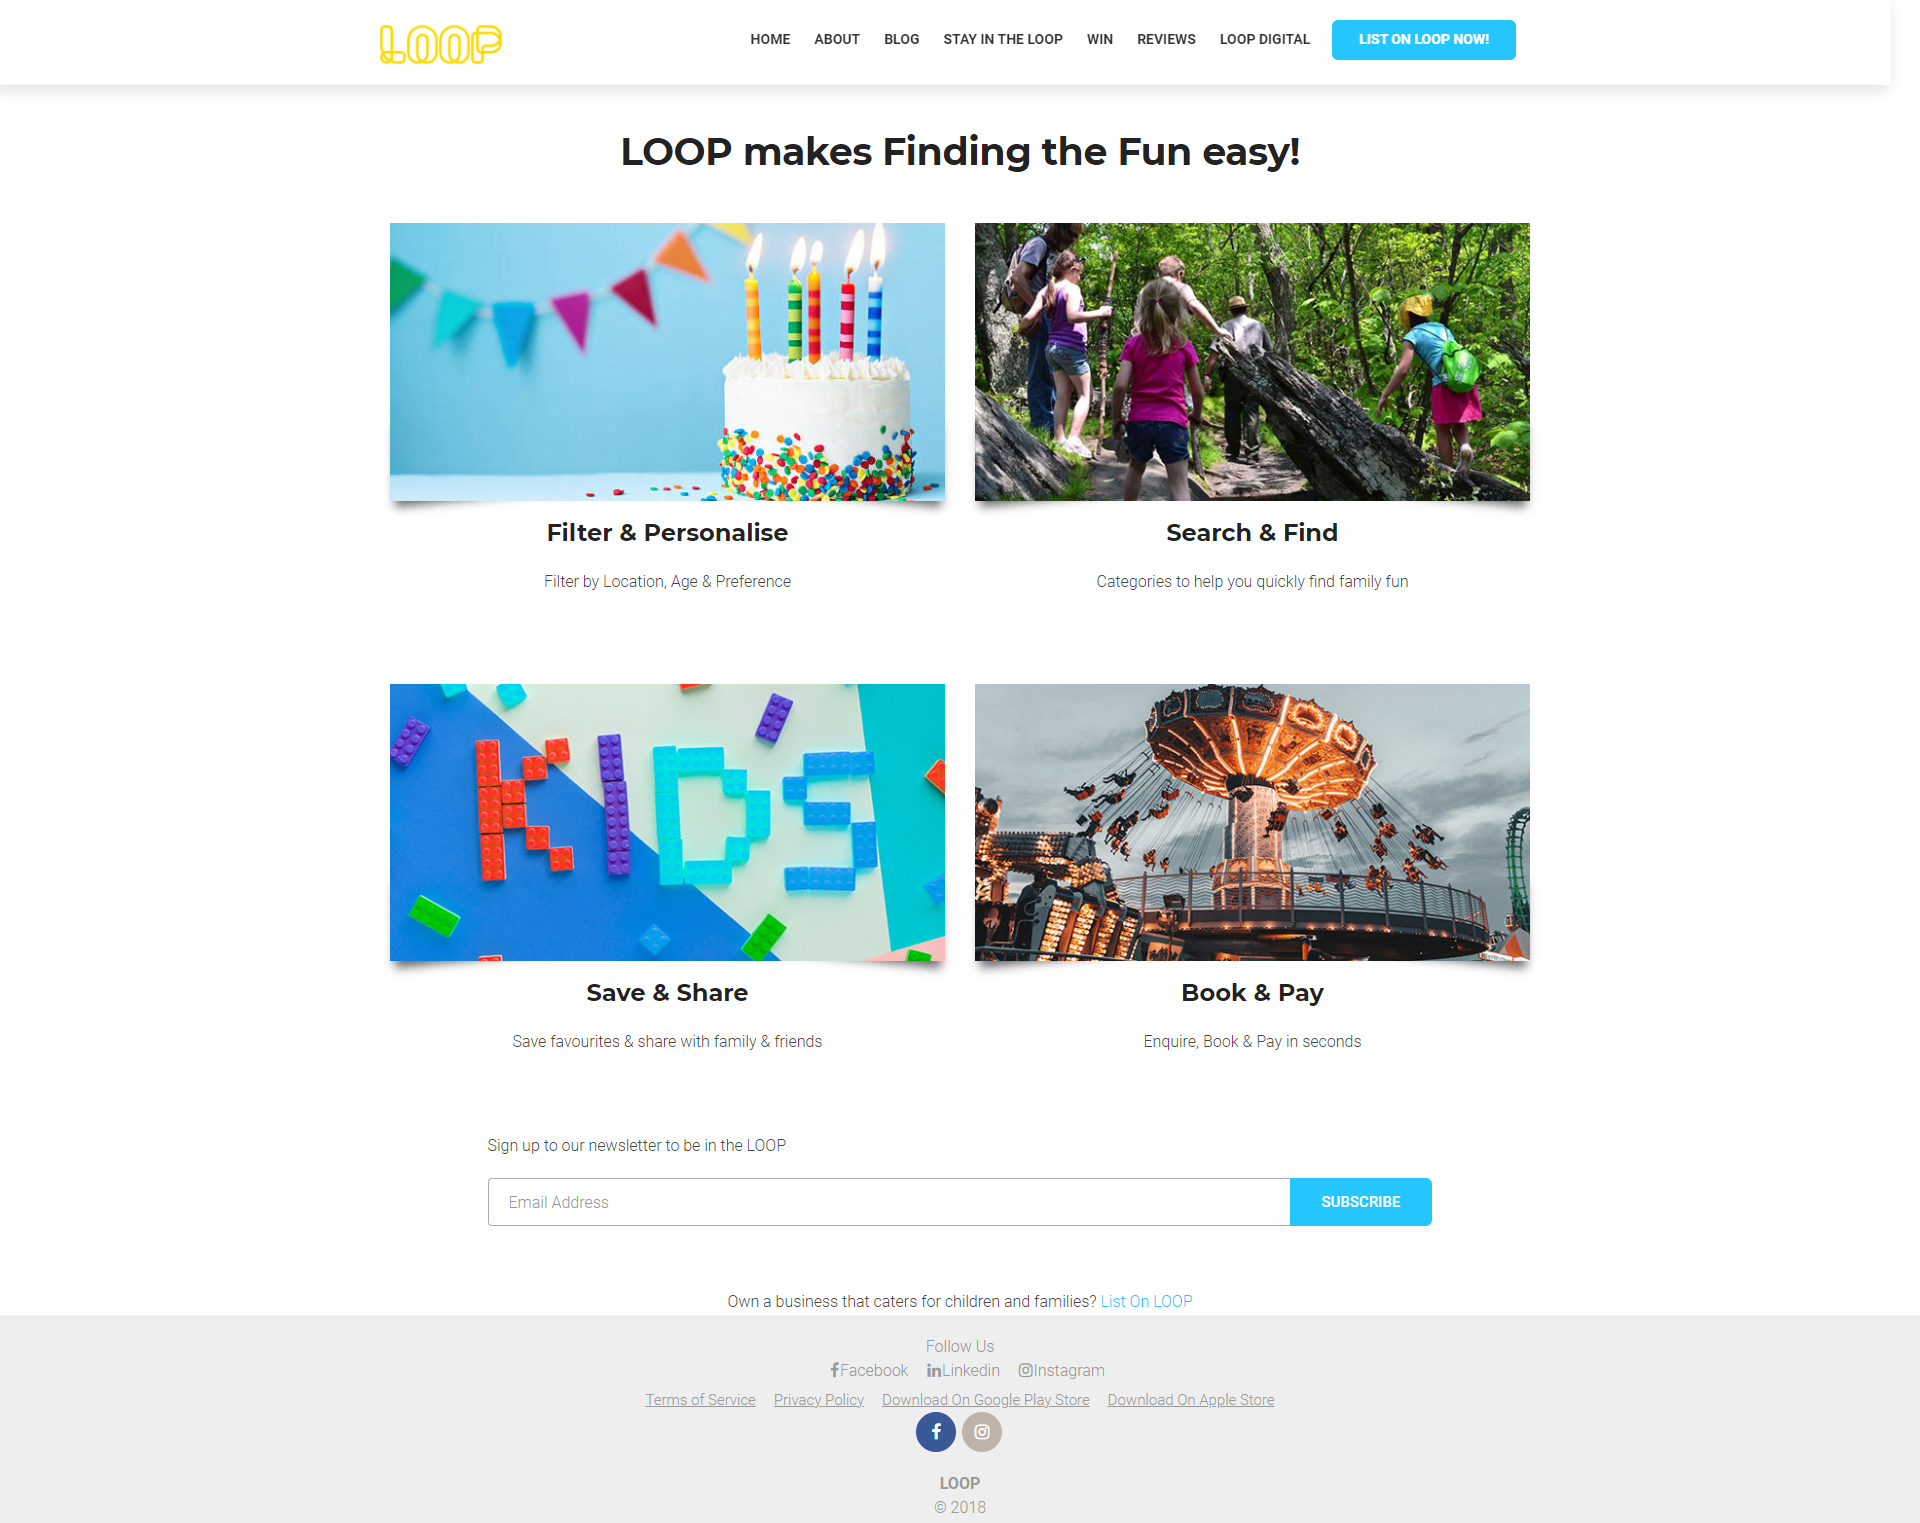 LOOP
HOME ABOUT BLOG STAY IN THE LOOP WIN REVIEWS LOOP DIGITAL LIST ON LOOP NOW!
LOOP makes Finding the Fun easy!
Filter & Personalise
Filter by Location, Age & Preference
Search & Find
Categories to help you quickly find family fun
KIDS
Save & Share
Save favourites & share with family & friends
Book & Pay
Enquire, Book & Pay in seconds
Sign up to our newsletter to be in the LOOP
Email Address SUBSCRIBE
Own a business that caters for children and families? List On LOOP
Follow Us
Facebook Linkedin Instagram
Terms of Service Privacy Policy Download On Google Play Store Download On Apple Store
LOOP
© 2018